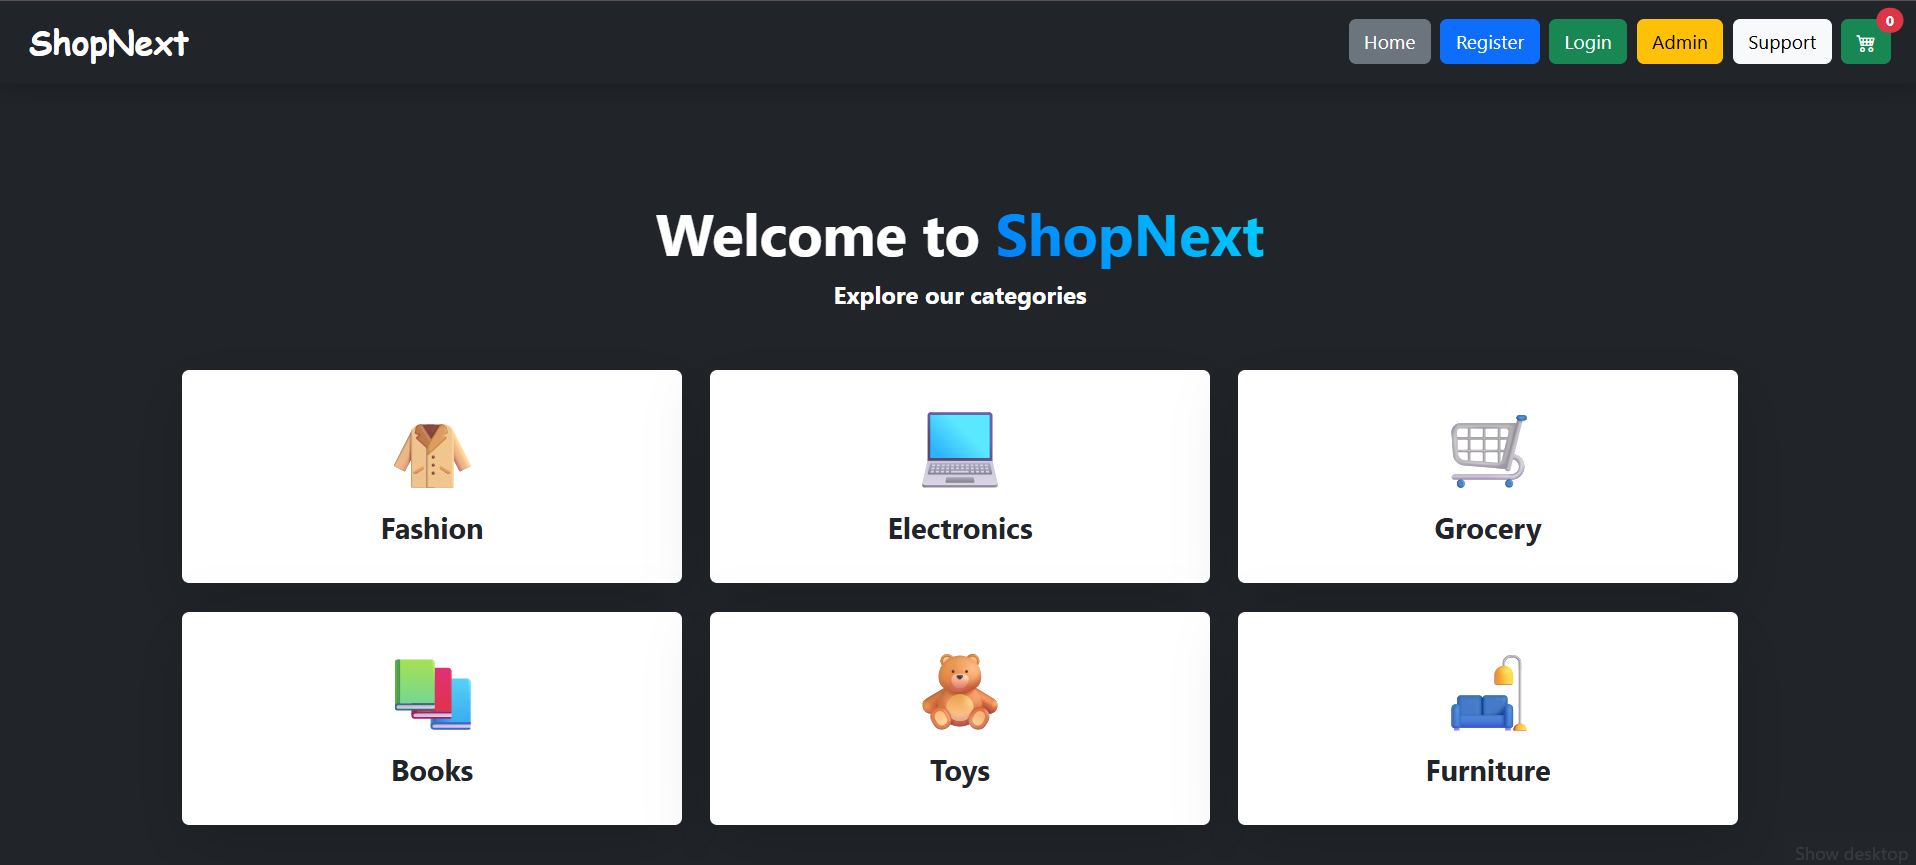 ShopNext
Home Register Login Admin Support 0
Welcome to ShopNext
Explore our categories
Fashion Electronics Grocery
Books Toys Furniture
Show desktop